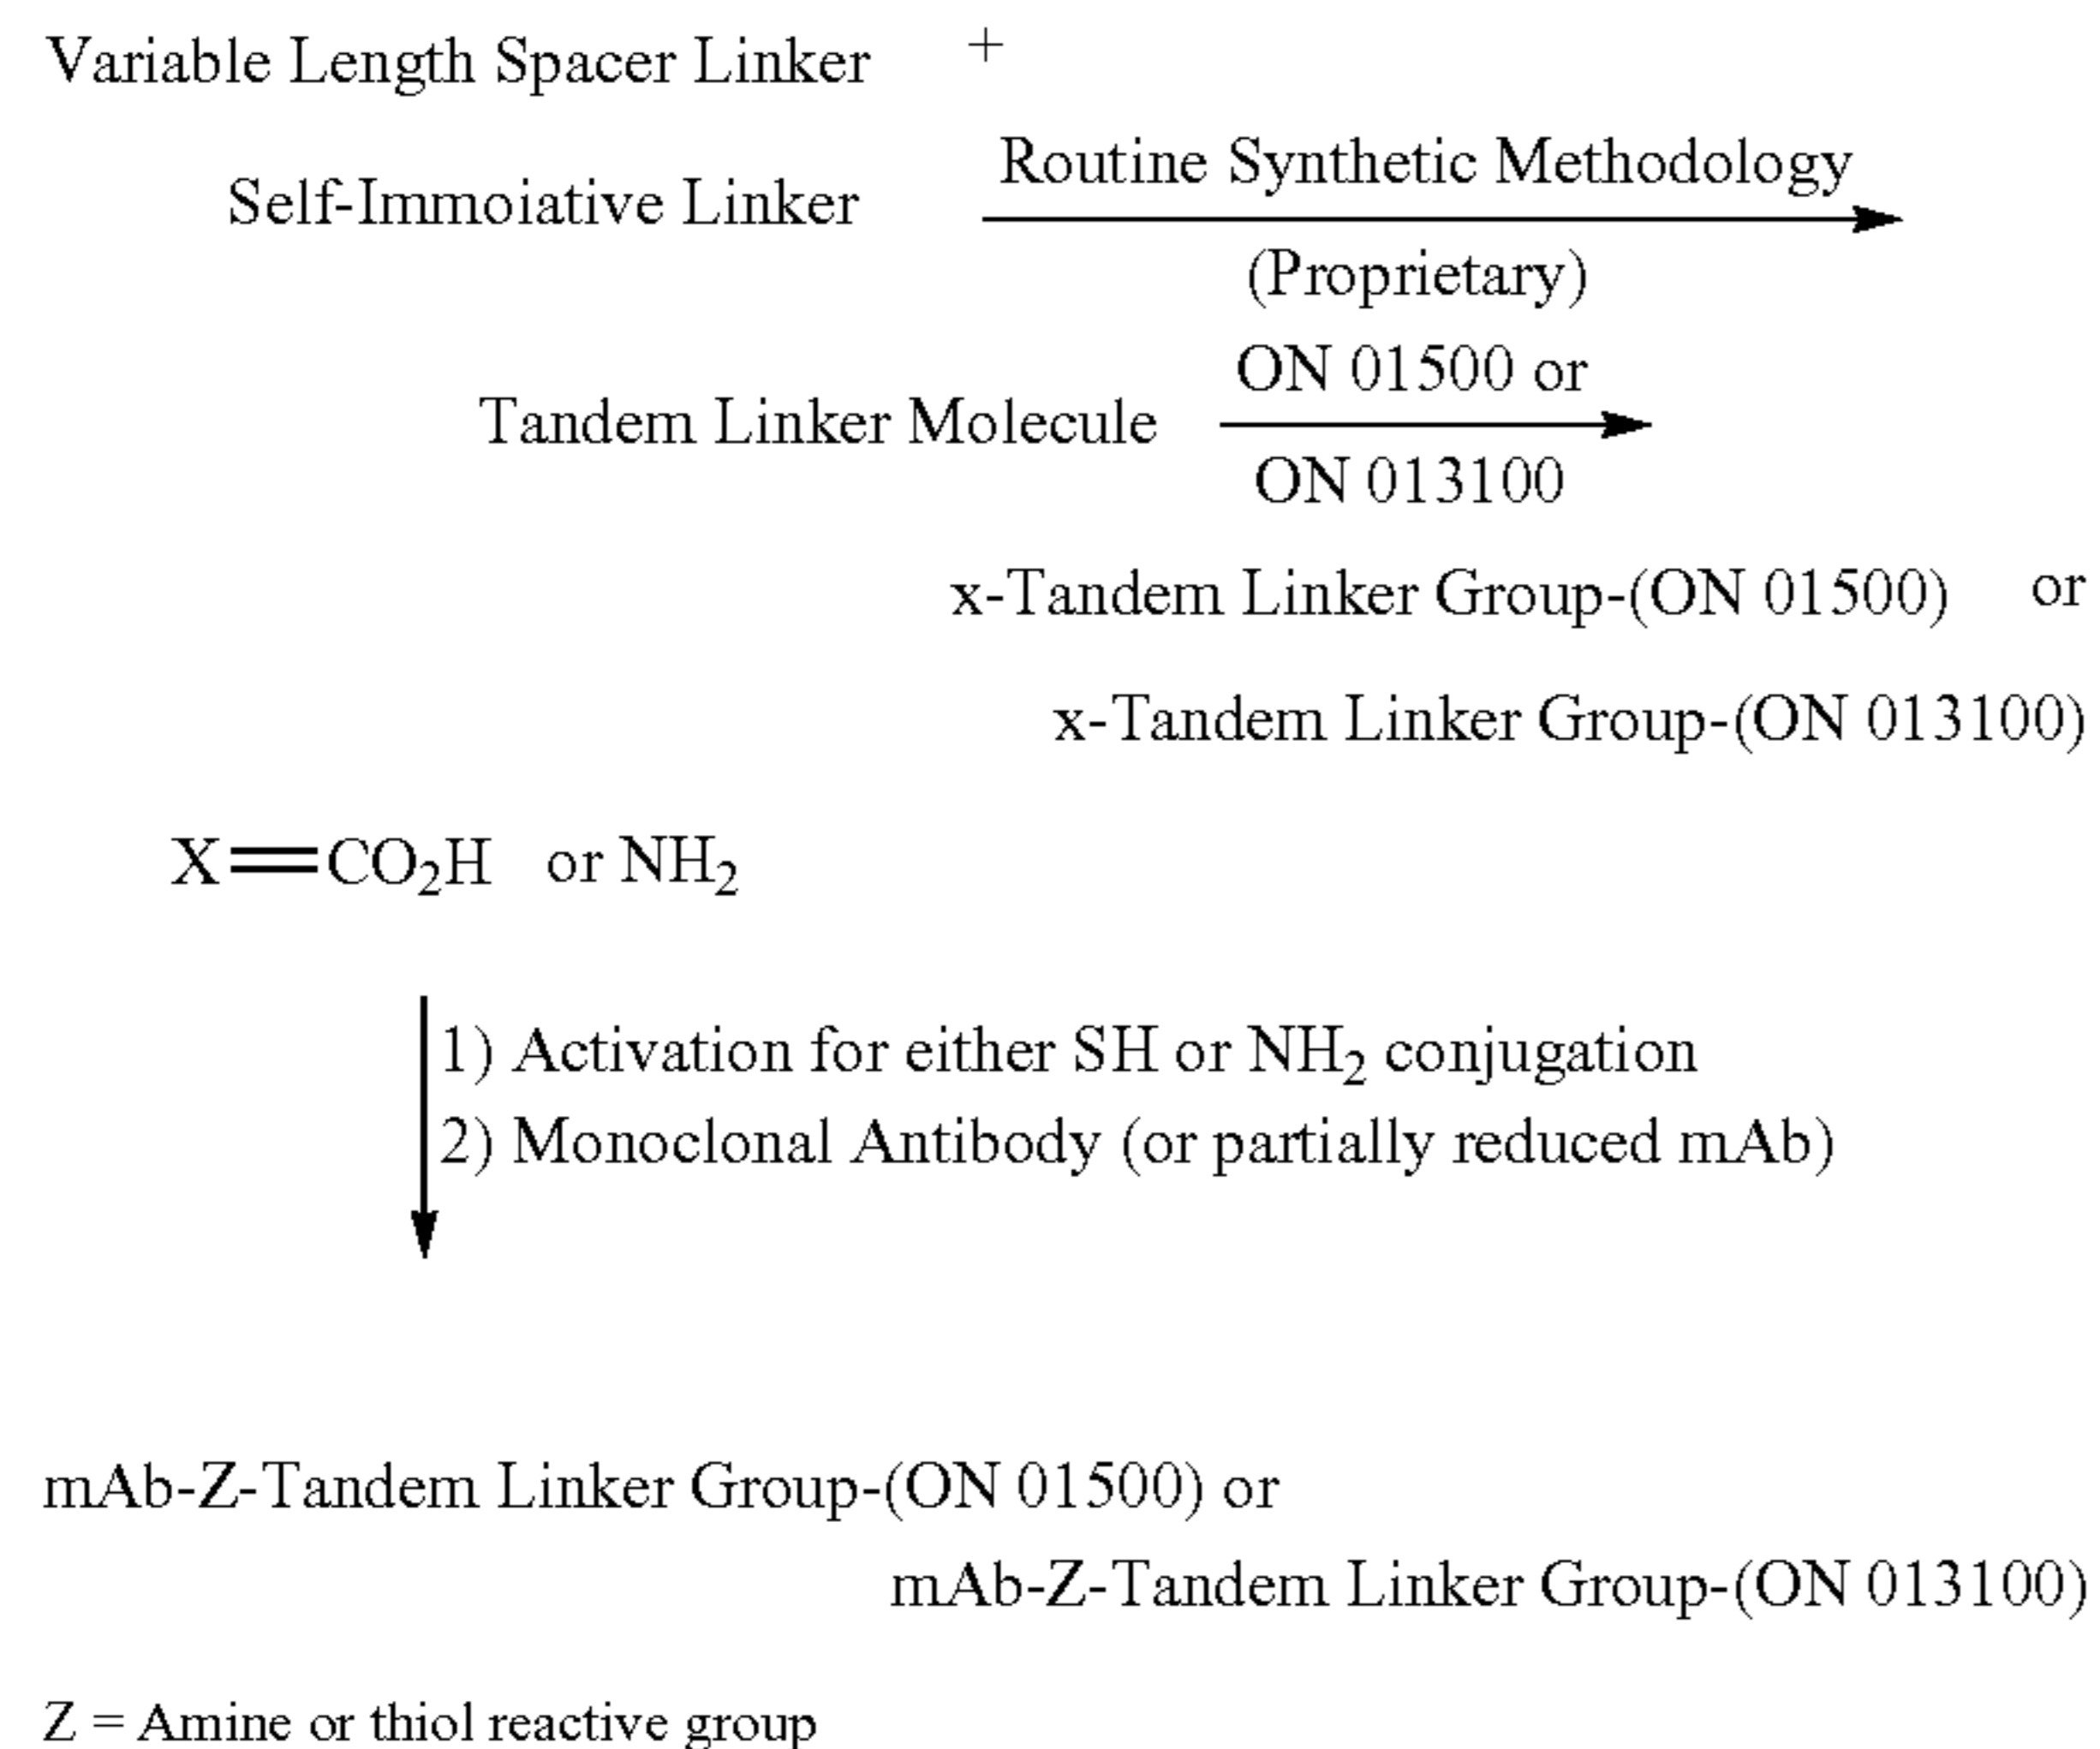 Variable Length Spacer Linker +
Self-Immoiative Linker
Routine Synthetic Methodology
(Proprietary)
Tandem Linker Molecule
ON 01500 or
ON 013100
x-Tandem Linker Group-(ON 01500) or
x-Tandem Linker Group-(ON 013100)
X=CO₂H or NH₂
1) Activation for either SH or NH₂ conjugation
2) Monoclonal Antibody (or partially reduced mAb)
mAb-Z-Tandem Linker Group-(ON 01500) or
mAb-Z-Tandem Linker Group-(ON 013100)
Z = Amine or thiol reactive group